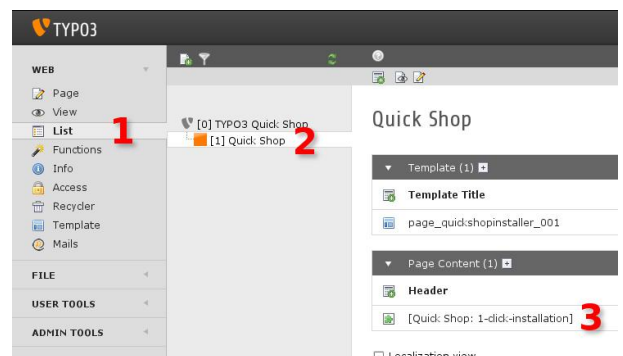 TYPO3
WEB
Page
View
List
1
Functions
Info
Access
Recycler
Template
Mails
FILE
USER TOOLS
ADMIN TOOLS
[0] TYPO3 Quick Shop
[1] Quick Shop
2
Quick Shop
Template (1)
Template Title
page_quickshopinstaller_001
Page Content (1)
Header
[Quick Shop: 1-click-installation]
3
Localization view